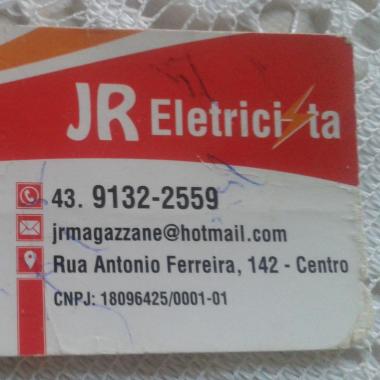 JR Eletricista
43. 9132-2559
jrmagazzane@hotmail.com
Rua Antonio Ferreira, 142 - Centro
CNPJ: 18096425/0001-01